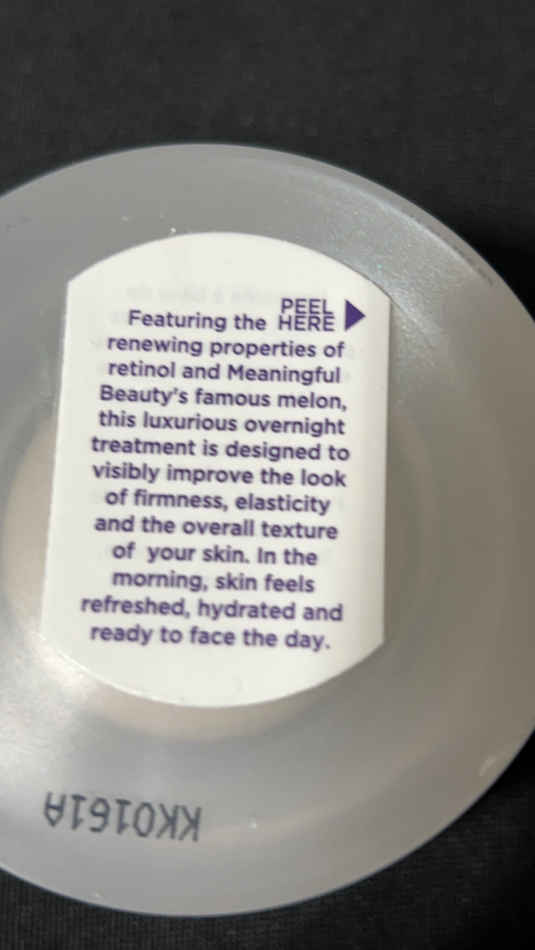 PEEL
Featuring the HERE
renewing properties of
retinol and Meaningful
Beauty's famous melon,
this luxurious overnight
treatment is designed to
visibly improve the look
of firmness, elasticity
and the overall texture
of your skin. In the
morning, skin feels
refreshed, hydrated and
ready to face the day.
KK0161A